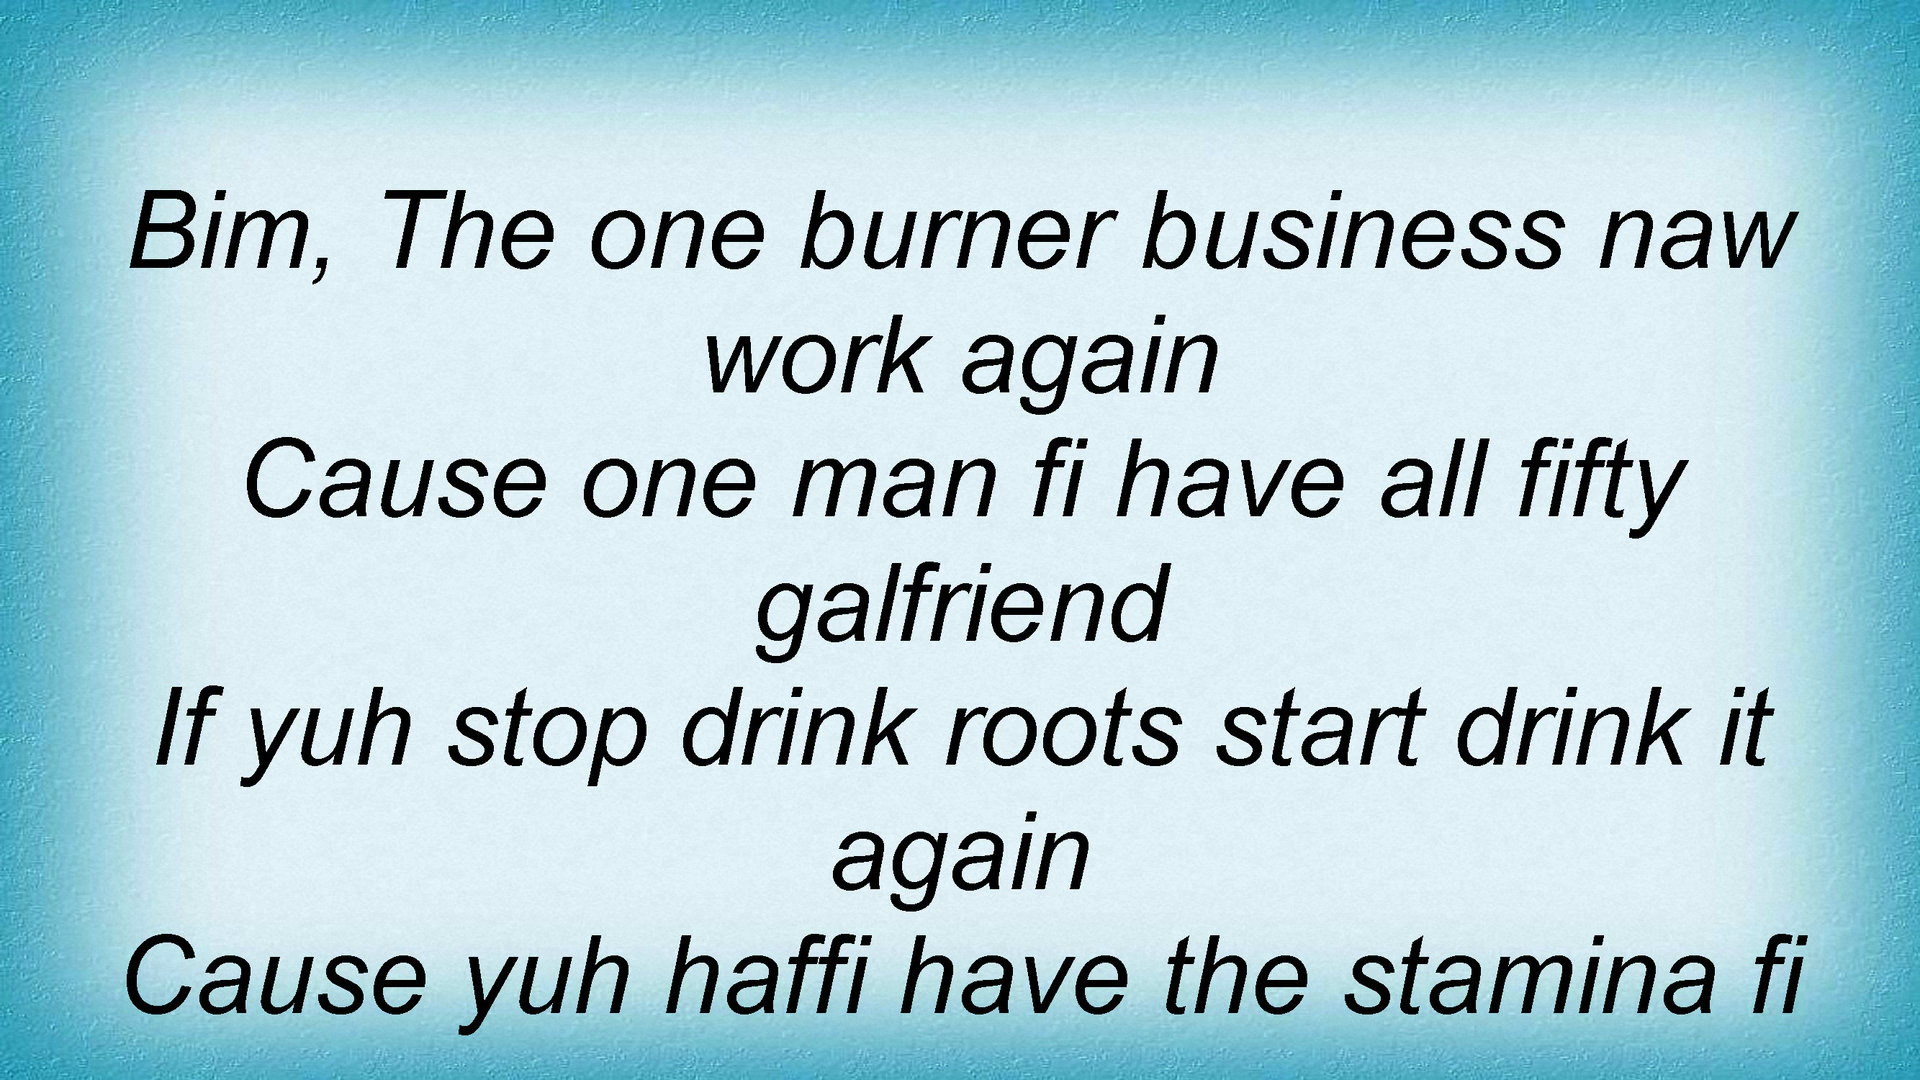 Bim, The one burner business naw
work again
Cause one man fi have all fifty
galfriend
If yuh stop drink roots start drink it
again
Cause yuh haffi have the stamina fi